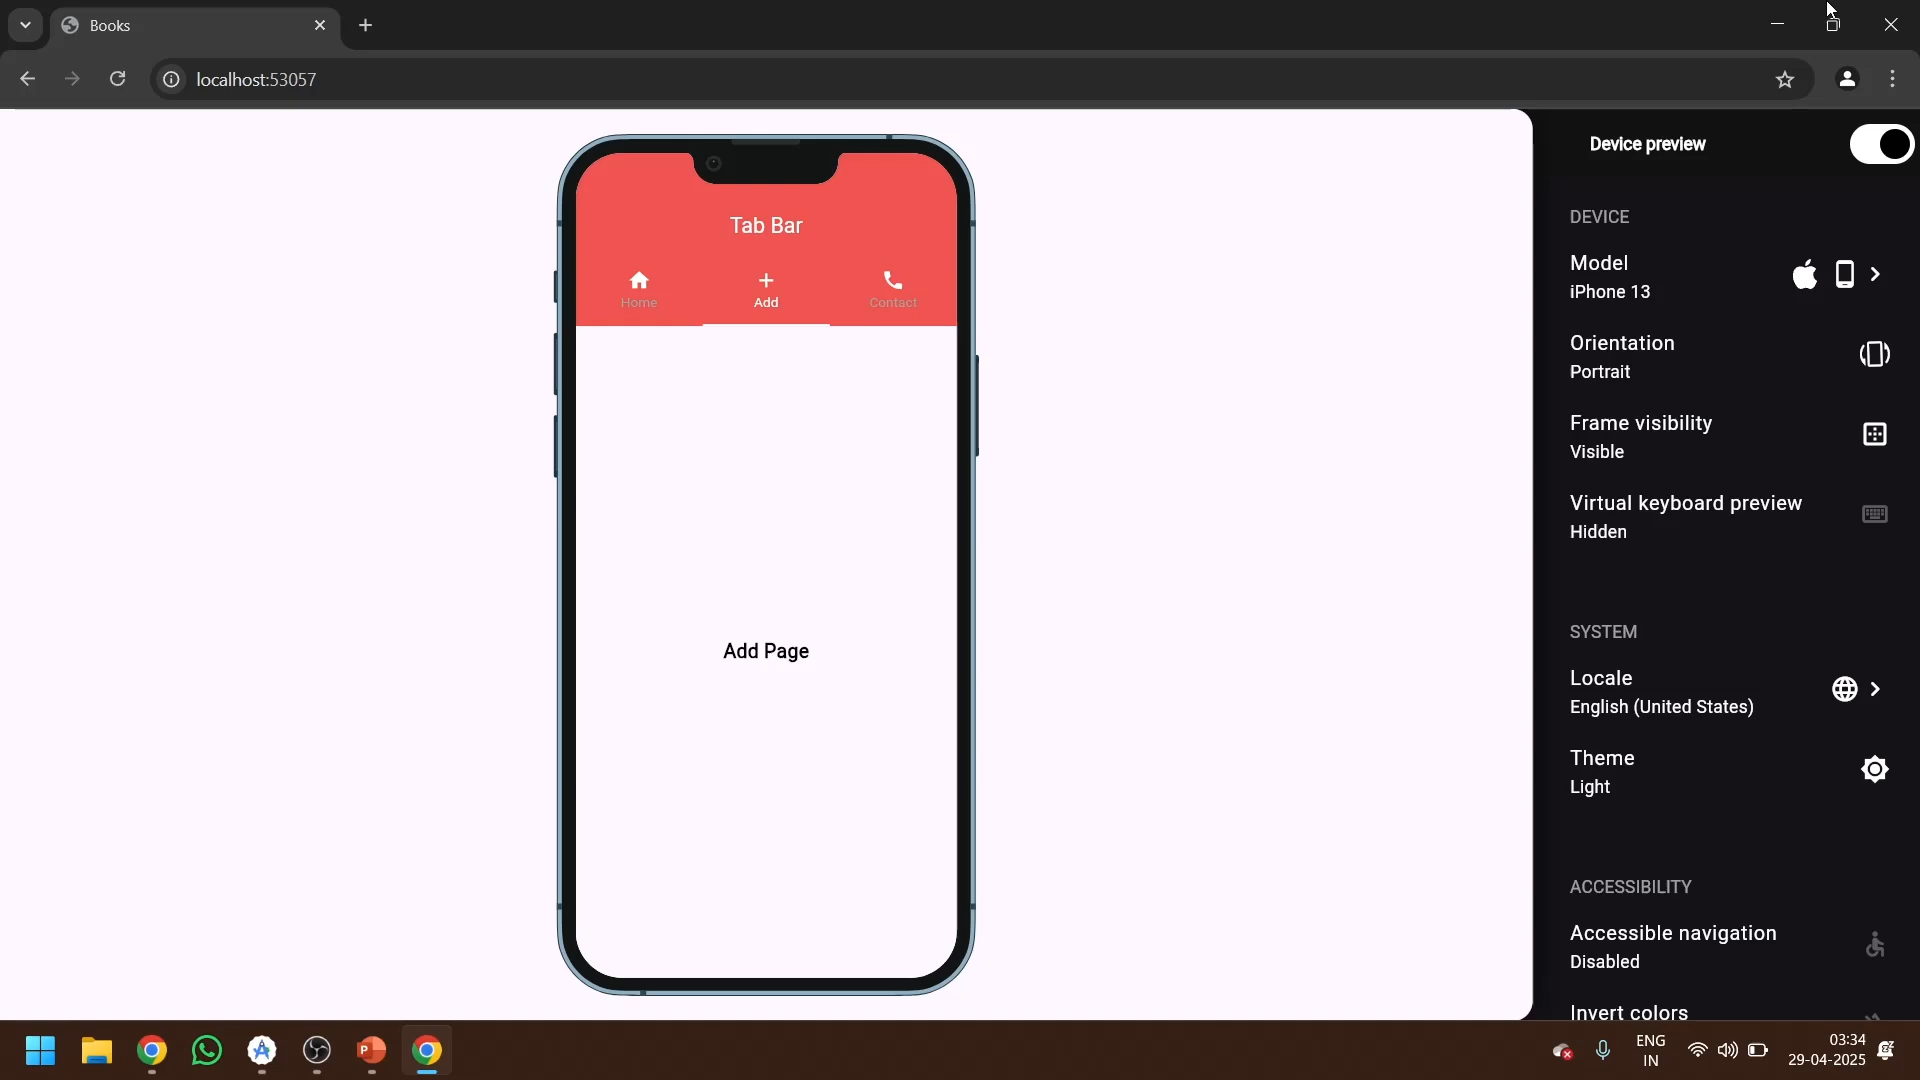 Books
localhost:53057
Device preview
Tab Bar
Home
Add
Contact
Add Page
DEVICE
Model
iPhone 13
Orientation
Portrait
Frame visibility
Visible
Virtual keyboard preview
Hidden
SYSTEM
Locale
English (United States)
Theme
Light
ACCESSIBILITY
Accessible navigation
Disabled
Invert colors
ENG
IN
03:34
29-04-2025